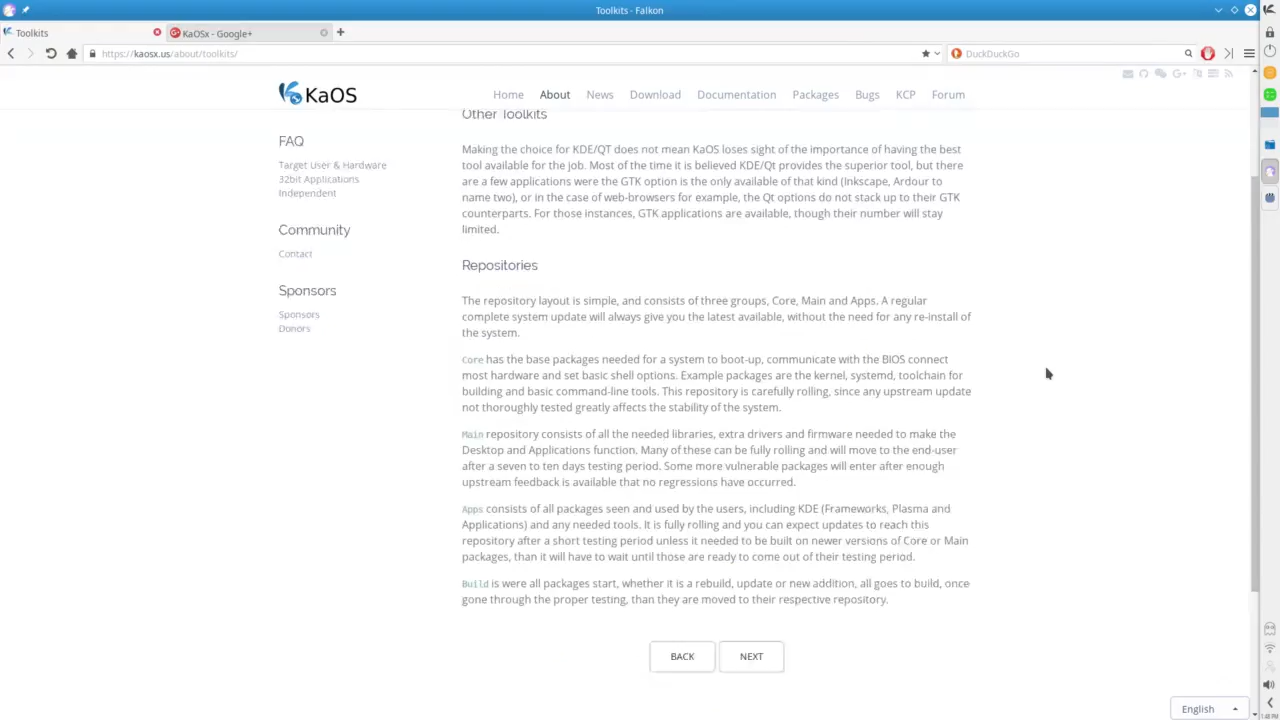 Toolkits - Falkon
Toolkits
KaOSx - Google+
https://kaosx.us/about/toolkits/
DuckDuckGo
KaOS
Home About News Download Documentation Packages Bugs KCP Forum
FAQ
Target User & Hardware
32bit Applications
Independent
Community
Contact
Sponsors
Sponsors
Donors
Other Toolkits
Making the choice for KDE/QT does not mean KaOS loses sight of the importance of having the best
tool available for the job. Most of the time it is believed KDE/Qt provides the superior tool, but there
are a few applications were the GTK option is the only available of that kind (Inkscape, Ardour to
name two), or in the case of web-browsers for example, the Qt options do not stack up to their GTK
counterparts. For those instances, GTK applications are available, though their number will stay
limited.
Repositories
The repository layout is simple, and consists of three groups, Core, Main and Apps. A regular
complete system update will always give you the latest available, without the need for any re-install of
the system.
Core has the base packages needed for a system to boot-up, communicate with the BIOS connect
most hardware and set basic shell options. Example packages are the kernel, systemd, toolchain for
building and basic command-line tools. This repository is carefully rolling, since any upstream update
not thoroughly tested greatly affects the stability of the system.
Main repository consists of all the needed libraries, extra drivers and firmware needed to make the
Desktop and Applications function. Many of these can be fully rolling and will move to the end-user
after a seven to ten days testing period. Some more vulnerable packages will enter after enough
upstream feedback is available that no regressions have occurred.
Apps consists of all packages seen and used by the users, including KDE (Frameworks, Plasma and
Applications) and any needed tools. It is fully rolling and you can expect updates to reach this
repository after a short testing period unless it needed to be built on newer versions of Core or Main
packages, than it will have to wait until those are ready to come out of their testing period.
Build is were all packages start, whether it is a rebuild, update or new addition, all goes to build, once
gone through the proper testing, than they are moved to their respective repository.
BACK
NEXT
English